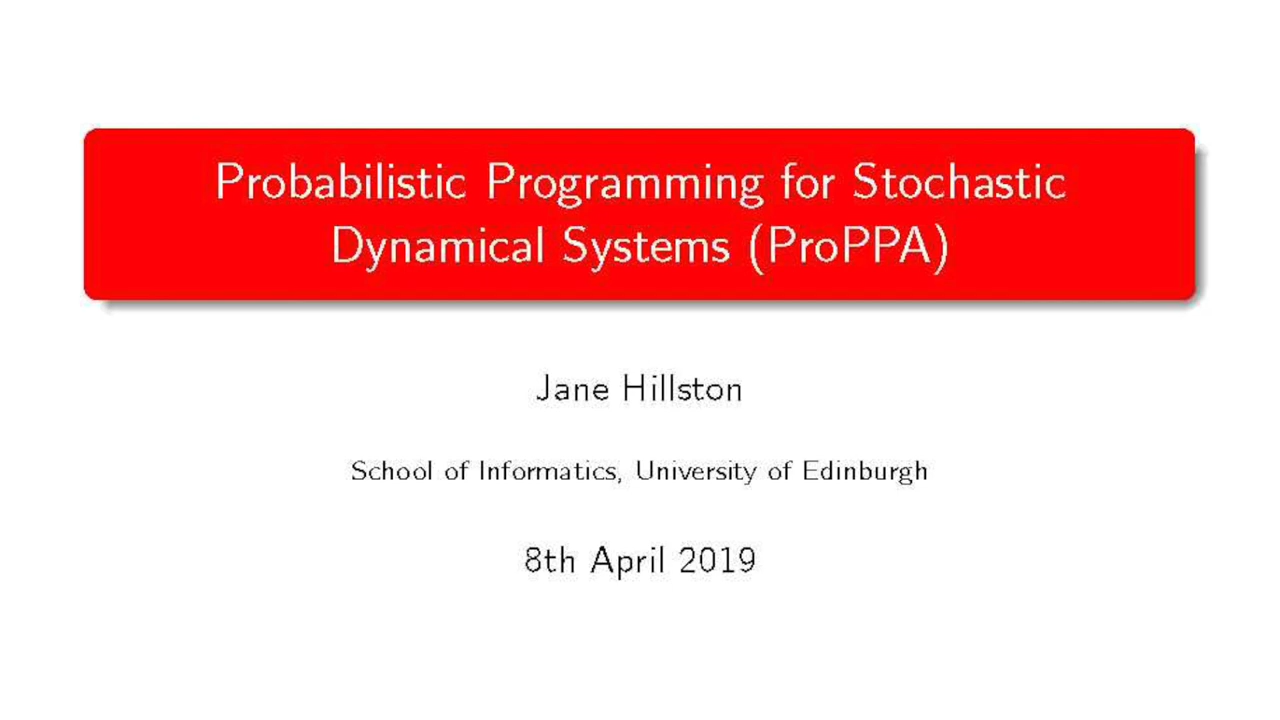 Probabilistic Programming for Stochastic
Dynamical Systems (ProPPA)
Jane Hillston
School of Informatics, University of Edinburgh
8th April 2019